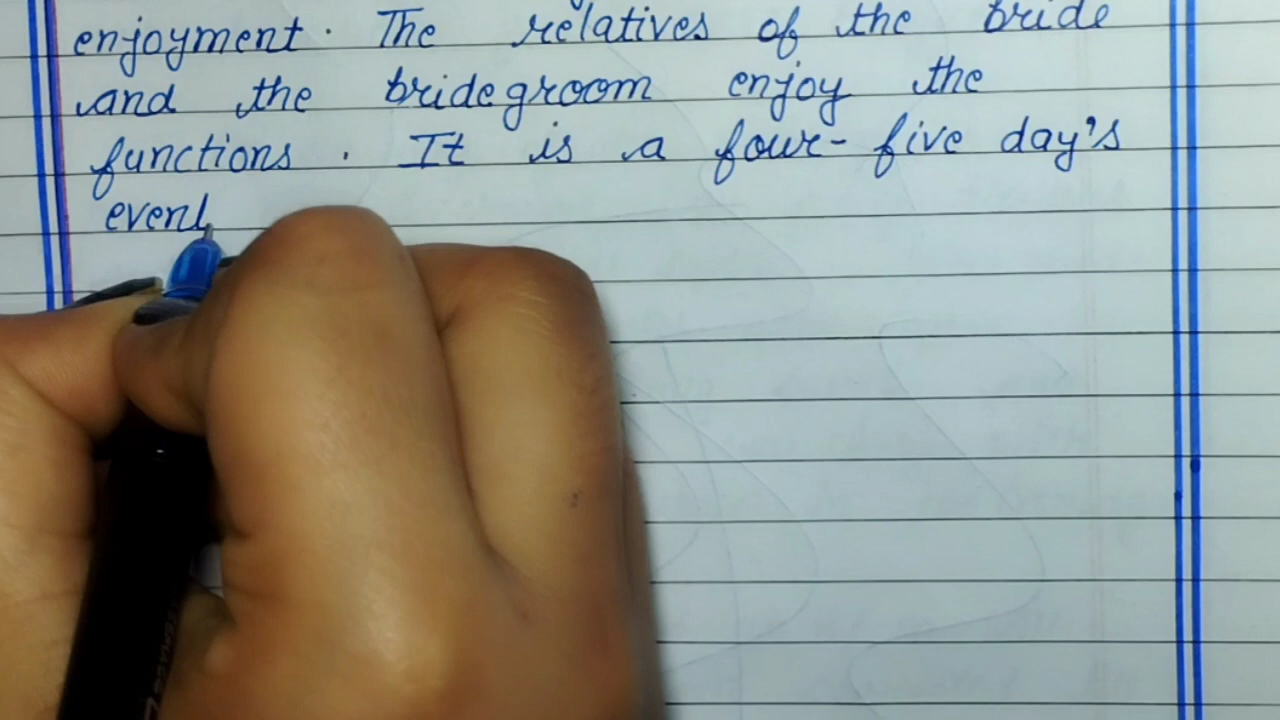 enjoyment. The relatives of the bride
and the bridegroom enjoy the
functions. It is a four-five day's
event